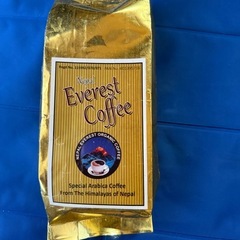 Nepal's
Everest
Coffee
NEPAL EVEREST ORGANIC COFFEE
Special Arabica Coffee
From The Himalayas of Nepal